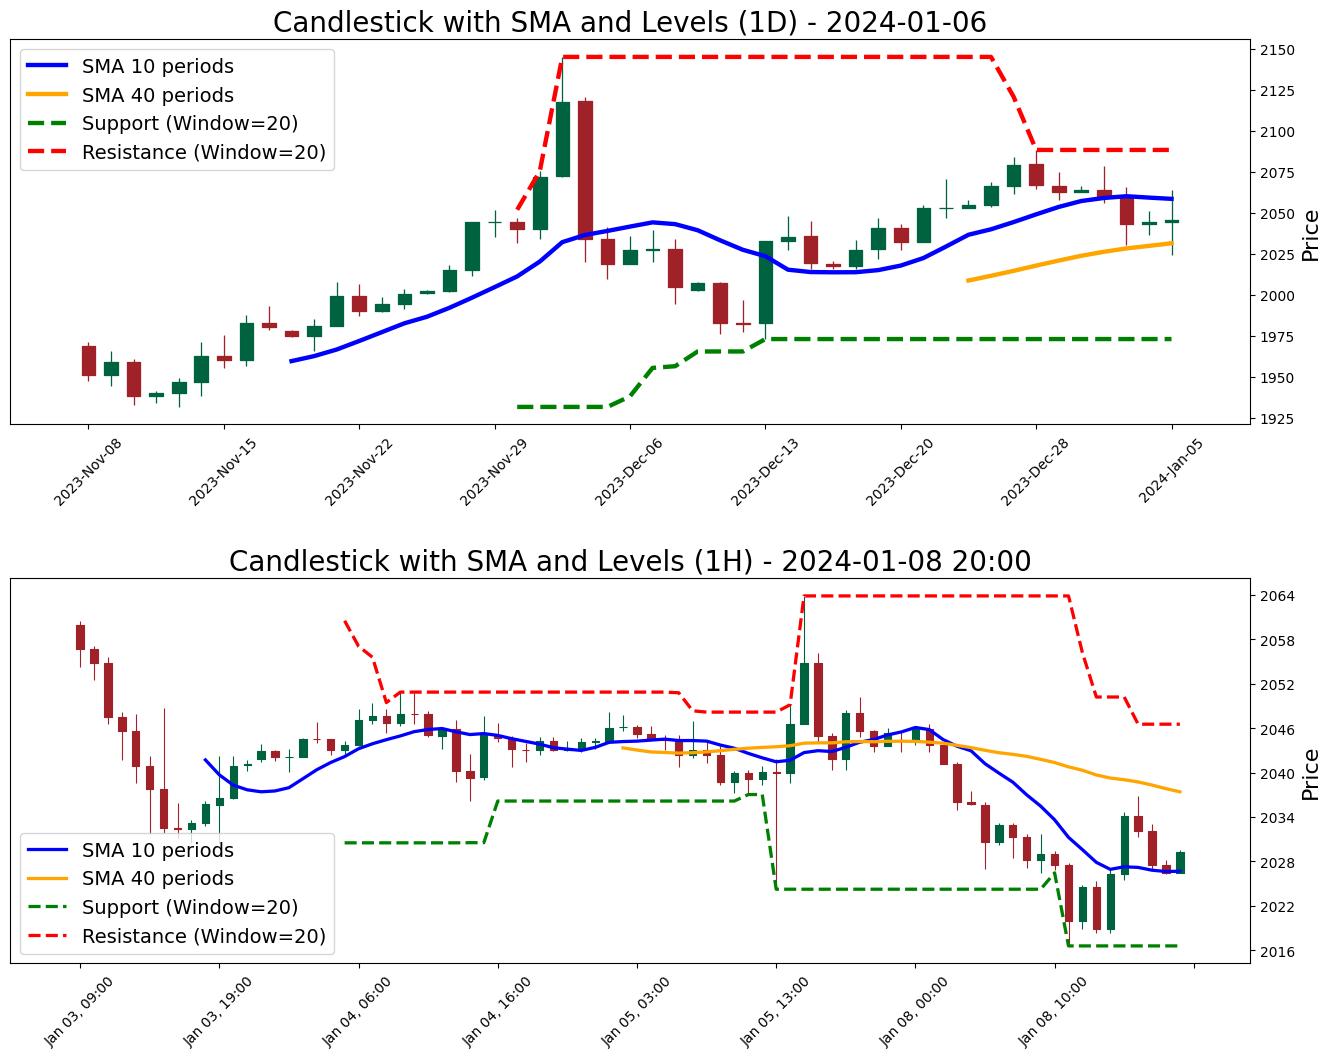 Candlestick with SMA and Levels (1D) - 2024-01-06
SMA 10 periods
SMA 40 periods
Support (Window=20)
Resistance (Window=20)
2150
2125
2100
2075
2050
2025
2000
1975
1950
1925
Price
2023-Nov-08
2023-Nov-15
2023-Nov-22
2023-Nov-29
2023-Dec-06
2023-Dec-13
2023-Dec-20
2023-Dec-28
2024-Jan-05
Candlestick with SMA and Levels (1H) - 2024-01-08 20:00
2064
2058
2052
2046
2040
2034
2028
2022
2016
Price
SMA 10 periods
SMA 40 periods
Support (Window=20)
Resistance (Window=20)
Jan 03, 09:00
Jan 03, 19:00
Jan 04, 06:00
Jan 04, 16:00
Jan 05, 03:00
Jan 05, 13:00
Jan 08, 00:00
Jan 08, 10:00